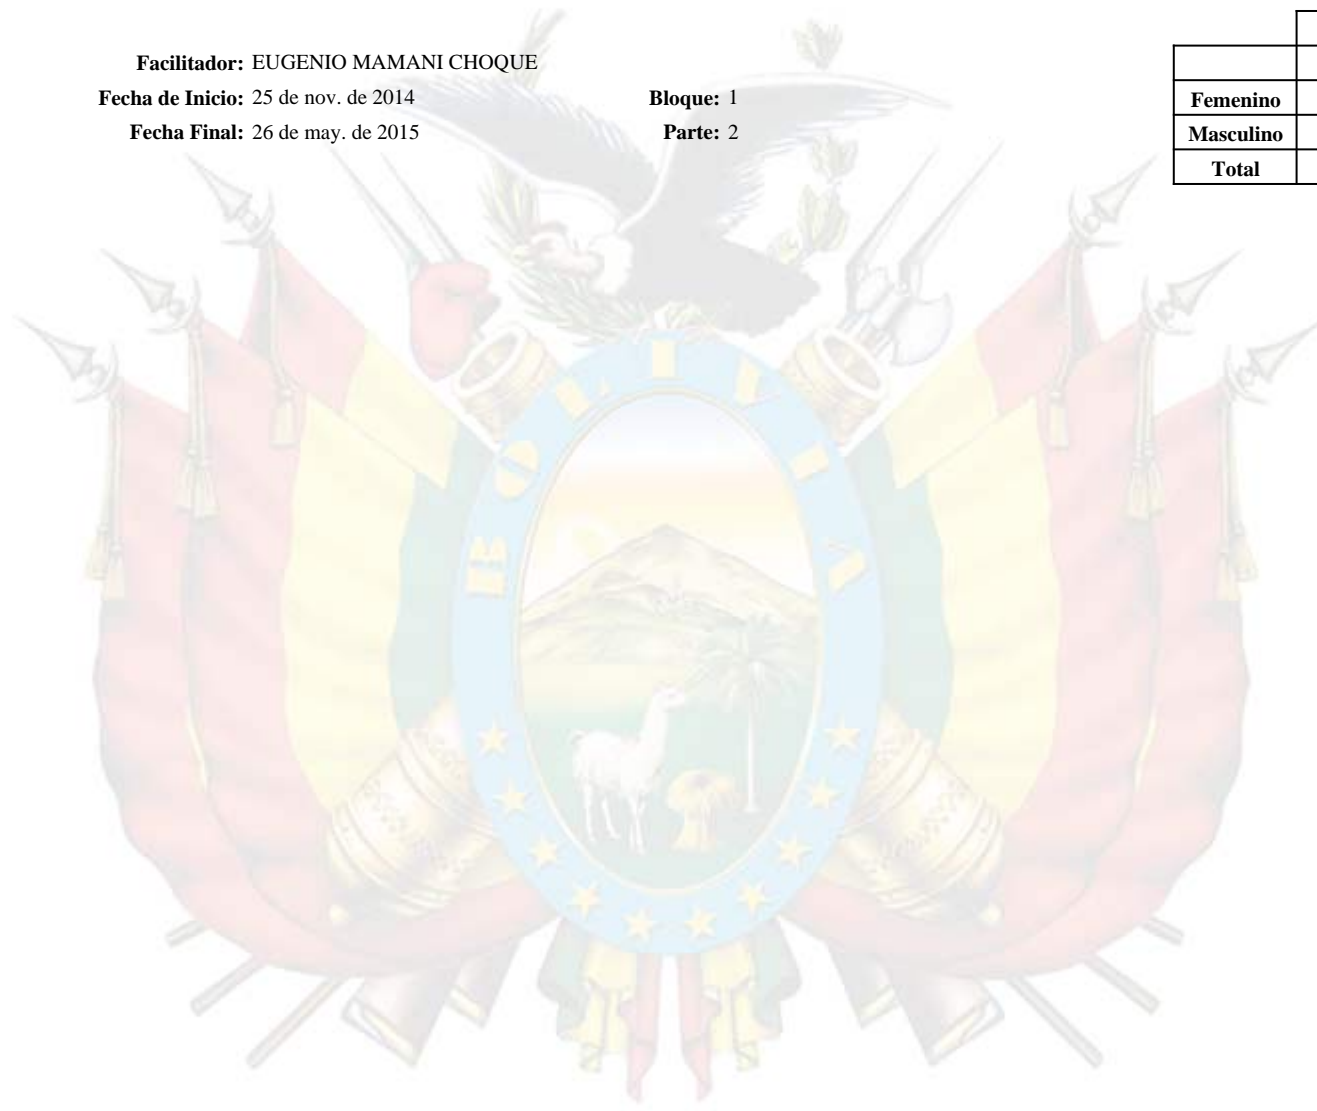 Facilitador: EUGENIO MAMANI CHOQUE
Fecha de Inicio: 25 de nov. de 2014 Bloque: 1
Fecha Final: 26 de may. de 2015 Parte: 2
Femenino
Masculino
Total
BOLIVIA